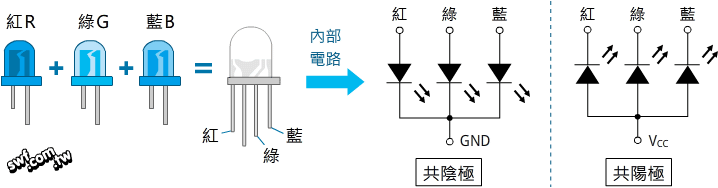 紅R 綠G 藍B
+ + =
紅
綠
藍
內部
電路
紅 綠 藍
GND
共陰極
紅 綠 藍
Vcc
共陽極
swf.com.tw